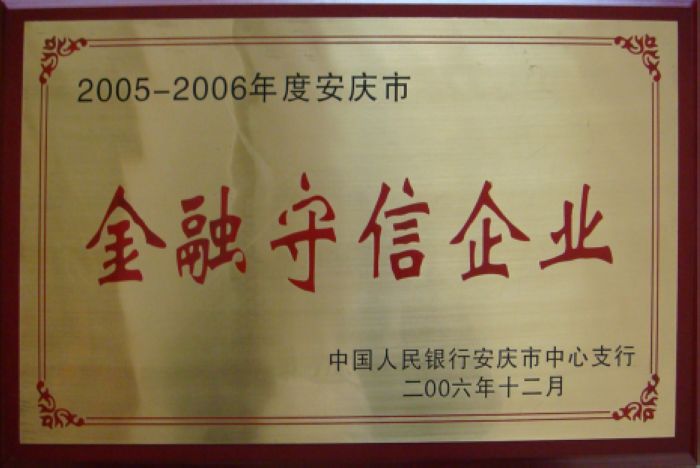 2005-2006年度安庆市
金融守信企业
中国人民银行安庆市中心支行
二00六年十二月